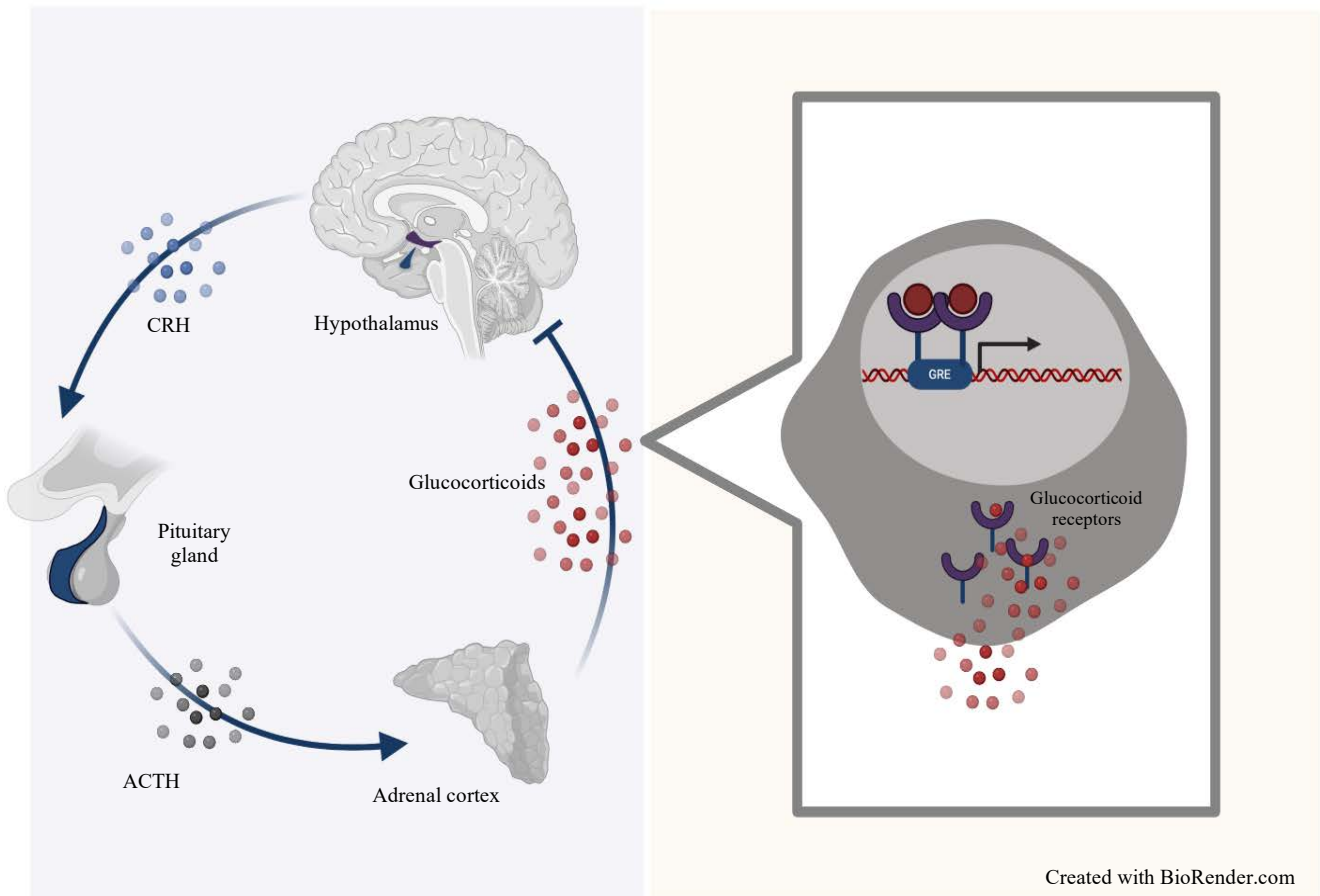 CRH
Hypothalamus
Glucocorticoids
Pituitary
gland
ACTH
Adrenal cortex
GRE
Glucocorticoid
receptors
Created with BioRender.com